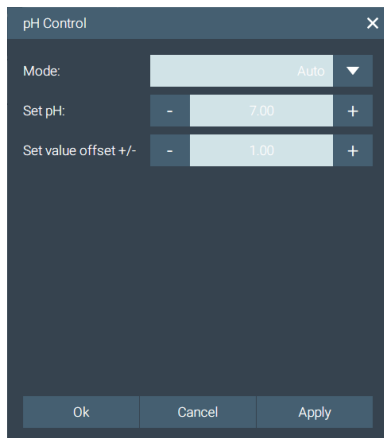 pH Control ×
Mode: Auto
Set pH: - 7.00 +
Set value offset +/- - 1.00 +
Ok Cancel Apply